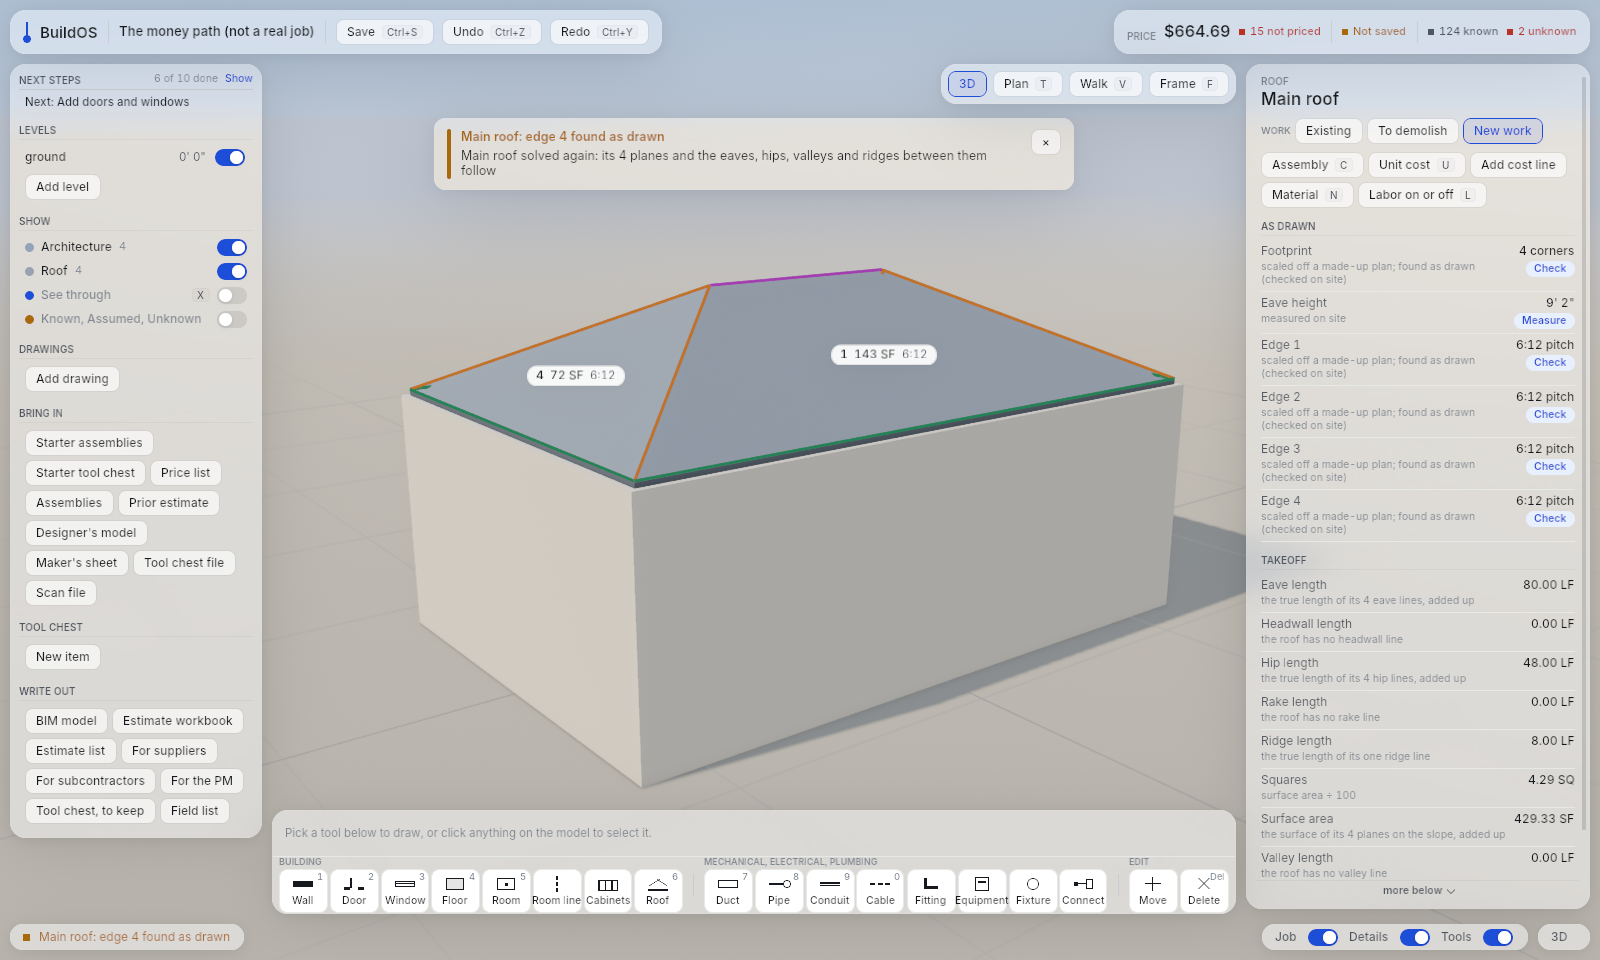 BuildOS
The money path (not a real job)
Save Ctrl+S
Undo Ctrl+Z
Redo Ctrl+Y
PRICE $664.69
15 not priced
Not saved
124 known
2 unknown
NEXT STEPS 6 of 10 done Show
Next: Add doors and windows
LEVELS
ground 0' 0"
Add level
SHOW
Architecture 4
Roof 4
See through X
Known, Assumed, Unknown
DRAWINGS
Add drawing
BRING IN
Starter assemblies
Starter tool chest Price list
Assemblies Prior estimate
Designer's model
Maker's sheet Tool chest file
Scan file
TOOL CHEST
New item
WRITE OUT
BIM model Estimate workbook
Estimate list For suppliers
For subcontractors For the PM
Tool chest, to keep Field list
Main roof: edge 4 found as drawn
3D Plan T Walk V Frame F
Main roof: edge 4 found as drawn
Main roof solved again: its 4 planes and the eaves, hips, valleys and ridges between them
follow
×
4 72 SF 6:12
1 143 SF 6:12
Pick a tool below to draw, or click anything on the model to select it.
BUILDING
1 Wall
2 Door
3 Window
4 Floor
5 Room
Room line
Cabinets
6 Roof
MECHANICAL, ELECTRICAL, PLUMBING
7 Duct
8 Pipe
9 Conduit
0 Cable
Fitting
Equipment
Fixture
Connect
EDIT
Move
Del Delete
ROOF
Main roof
WORK Existing To demolish New work
Assembly C Unit cost U Add cost line
Material N Labor on or off L
AS DRAWN
Footprint 4 corners
scaled off a made-up plan; found as drawn Check
(checked on site)
Eave height 9' 2"
measured on site Measure
Edge 1 6:12 pitch
scaled off a made-up plan; found as drawn Check
(checked on site)
Edge 2 6:12 pitch
scaled off a made-up plan; found as drawn Check
(checked on site)
Edge 3 6:12 pitch
scaled off a made-up plan; found as drawn Check
(checked on site)
Edge 4 6:12 pitch
scaled off a made-up plan; found as drawn Check
(checked on site)
TAKEOFF
Eave length 80.00 LF
the true length of its 4 eave lines, added up
Headwall length 0.00 LF
the roof has no headwall line
Hip length 48.00 LF
the true length of its 4 hip lines, added up
Rake length 0.00 LF
the roof has no rake line
Ridge length 8.00 LF
the true length of its one ridge line
Squares 4.29 SQ
surface area ÷ 100
Surface area 429.33 SF
the surface of its 4 planes on the slope, added up
Valley length 0.00 LF
the roof has no valley line
more below
Job Details Tools 3D